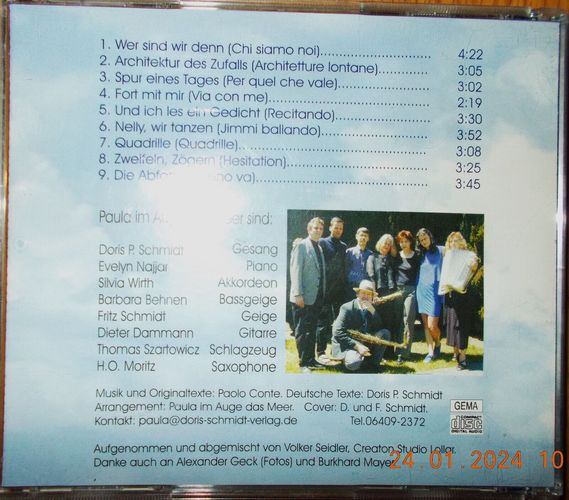 1. Wer sind wir denn (Chi siamo noi)........................ 4:22
2. Architektur des Zufalls (Architetture lontane)........ 3:05
3. Spur eines Tages (Per quel che vale)................... 3:02
4. Fort mit mir (Via con me)................................ 2:19
5. Und ich les ein Gedicht (Recitando).................... 3:30
6. Nelly, wir tanzen (Jimmi ballando)..................... 3:52
7. Quadrille (Quadrille)..................................... 3:08
8. Zweifeln, Zögern (Hesitation)........................... 3:25
9. Die va)................................ 3:45
Paula im sind:
Doris P. Schmidt Gesang
Evelyn Najjar Piano
Silvia Wirth Akkordeon
Barbara Behnen Bassgeige
Fritz Schmidt Geige
Dieter Dammann Gitarre
Thomas Szartowicz Schlagzeug
H.O. Moritz Saxophone
Musik und Originaltexte: Paolo Conte. Deutsche Texte: Doris P. Schmidt
Arrangement: Paula im Auge das Meer. Cover: D. und F. Schmidt.
Kontakt: paula@doris-schmidt-verlag.de Tel.06409-2372
GEMA
COMPACT
disc
DIGITAL AUDIO
Aufgenommen und abgemischt von Volker Seidler, Creaton Studio Lollar.
Danke auch an Alexander Geck (Fotos) und Burkhard Mayer.
24.01.2024 10